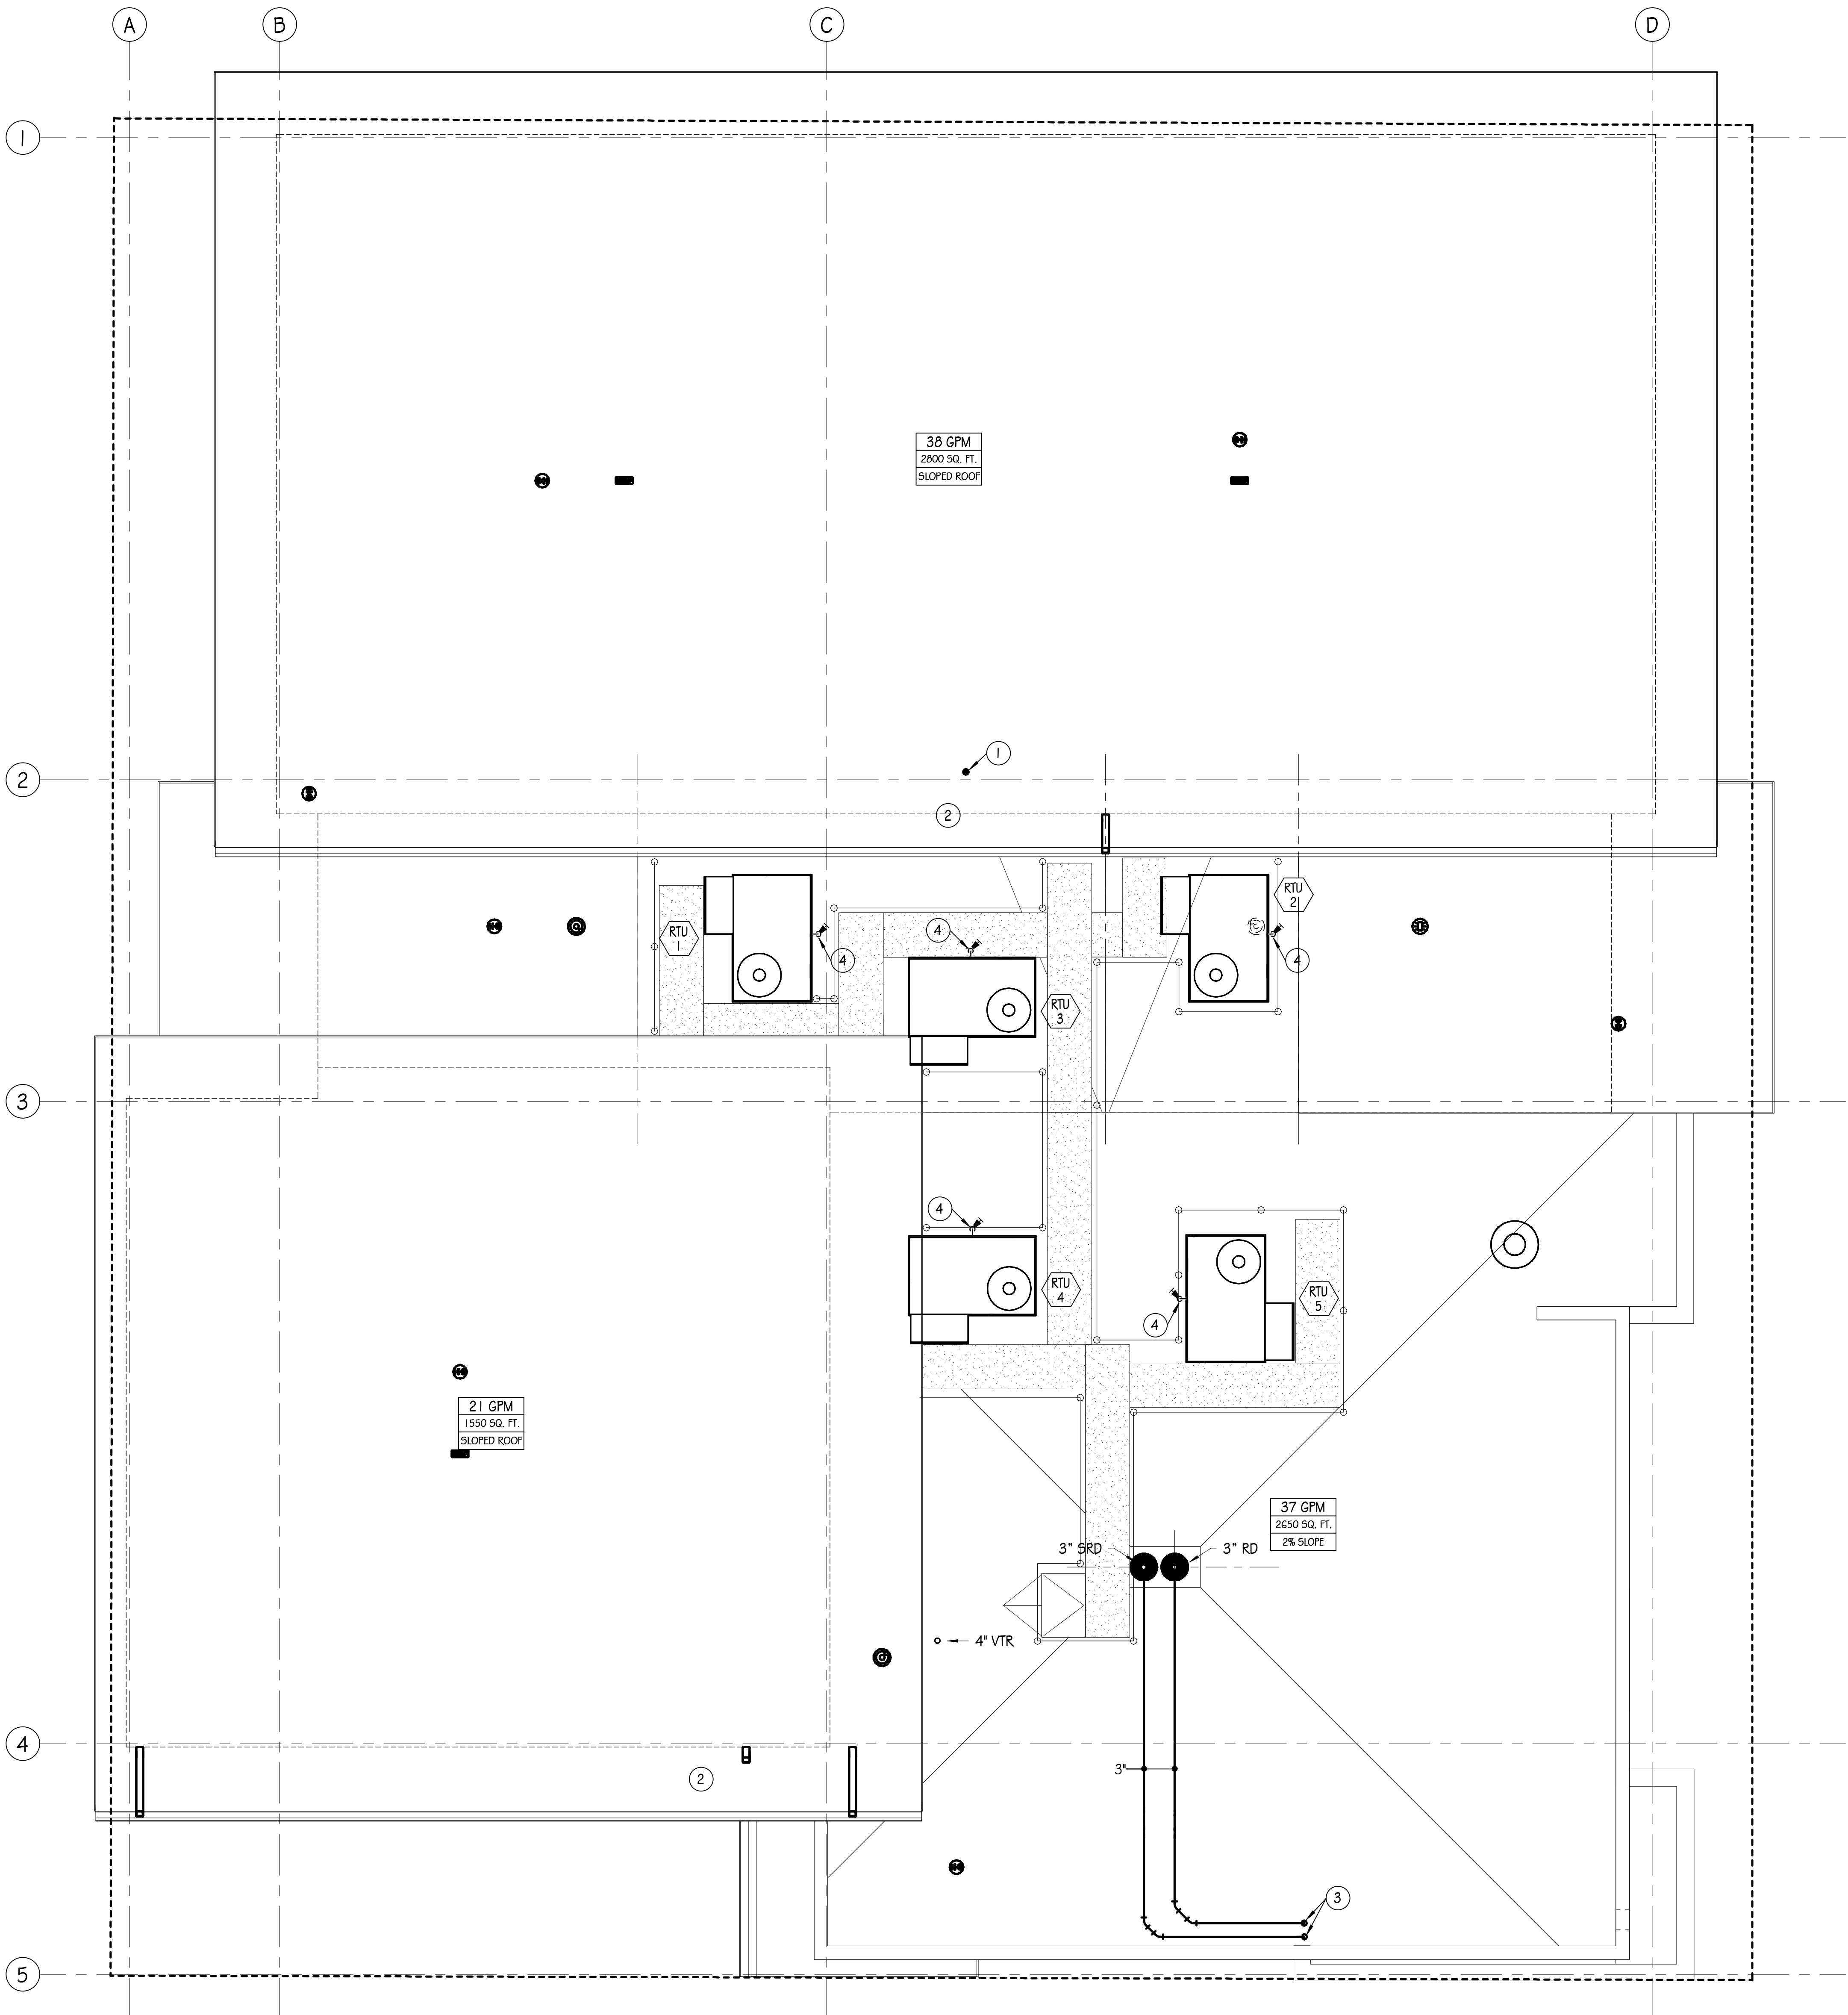 A
B
C
D
1
38 GPM
2800 SQ. FT.
SLOPED ROOF
1
2
2
RTU
2
RTU
1
4
4
4
RTU
3
3
4
RTU
4
RTU
5
4
21 GPM
1550 SQ. FT.
SLOPED ROOF
37 GPM
2650 SQ. FT.
2% SLOPE
3" SRD
3" RD
4" VTR
4
3"
2
3
5